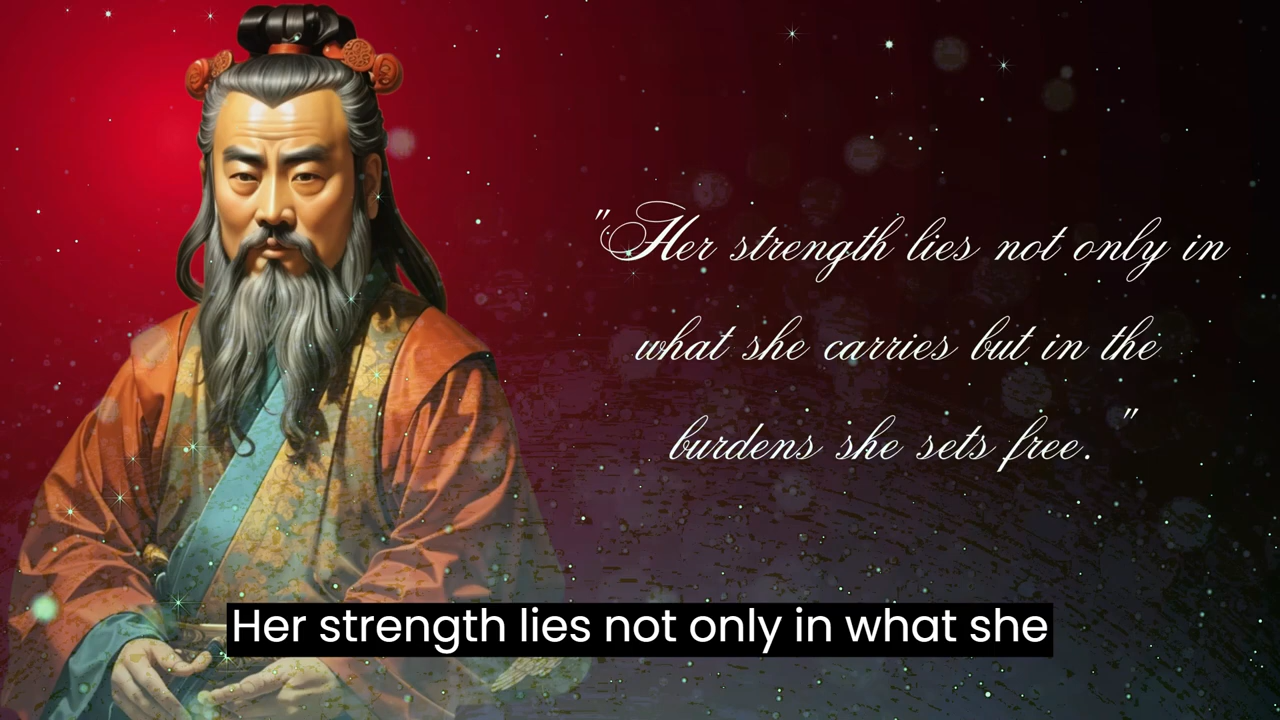 "Her strength lies not only in
what she carries but in the
burdens she sets free."
Her strength lies not only in what she